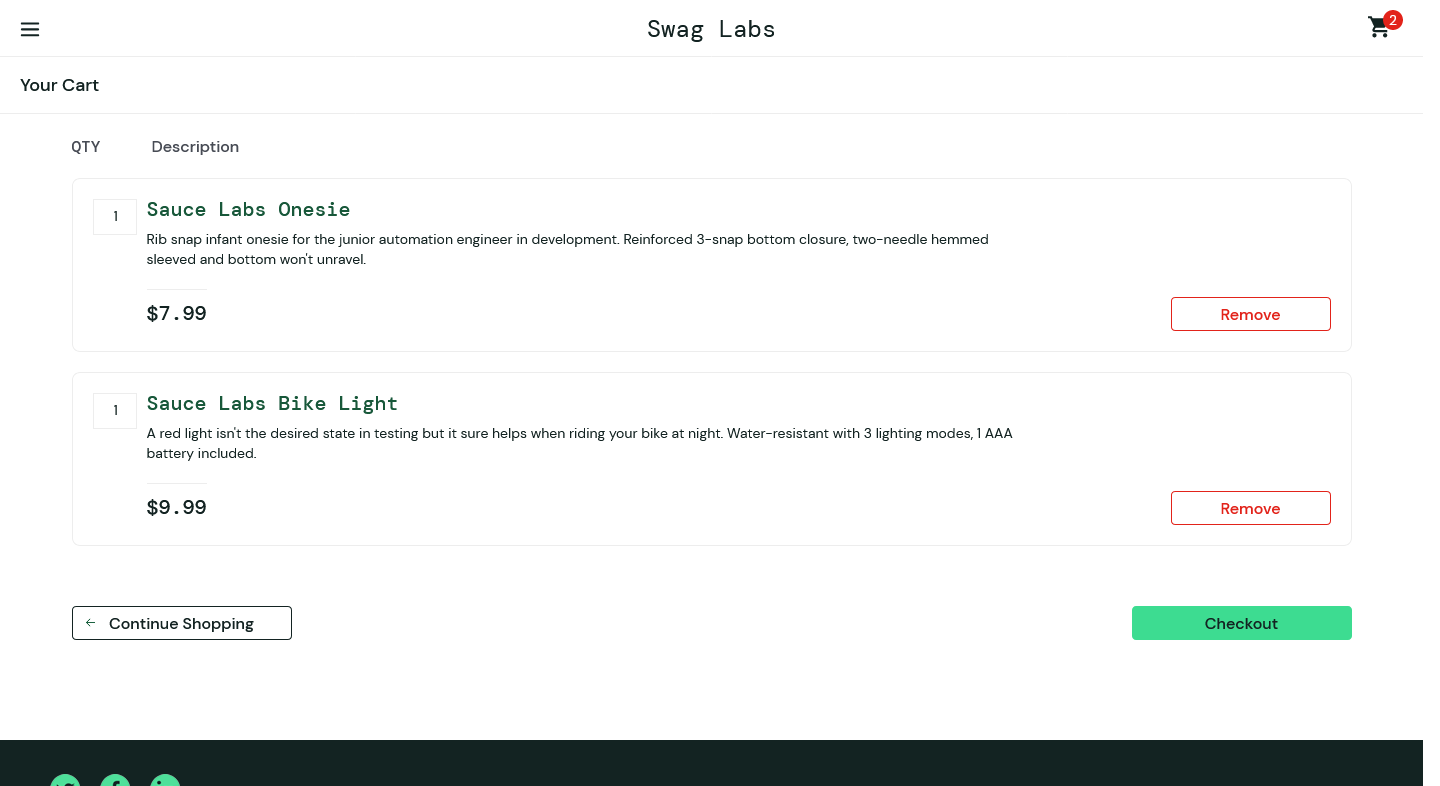 Swag Labs
2
Your Cart
QTY Description
1
Sauce Labs Onesie
Rib snap infant onesie for the junior automation engineer in development. Reinforced 3-snap bottom closure, two-needle hemmed
sleeved and bottom won't unravel.
$7.99
Remove
1
Sauce Labs Bike Light
A red light isn't the desired state in testing but it sure helps when riding your bike at night. Water-resistant with 3 lighting modes, 1 AAA
battery included.
$9.99
Remove
Continue Shopping
Checkout